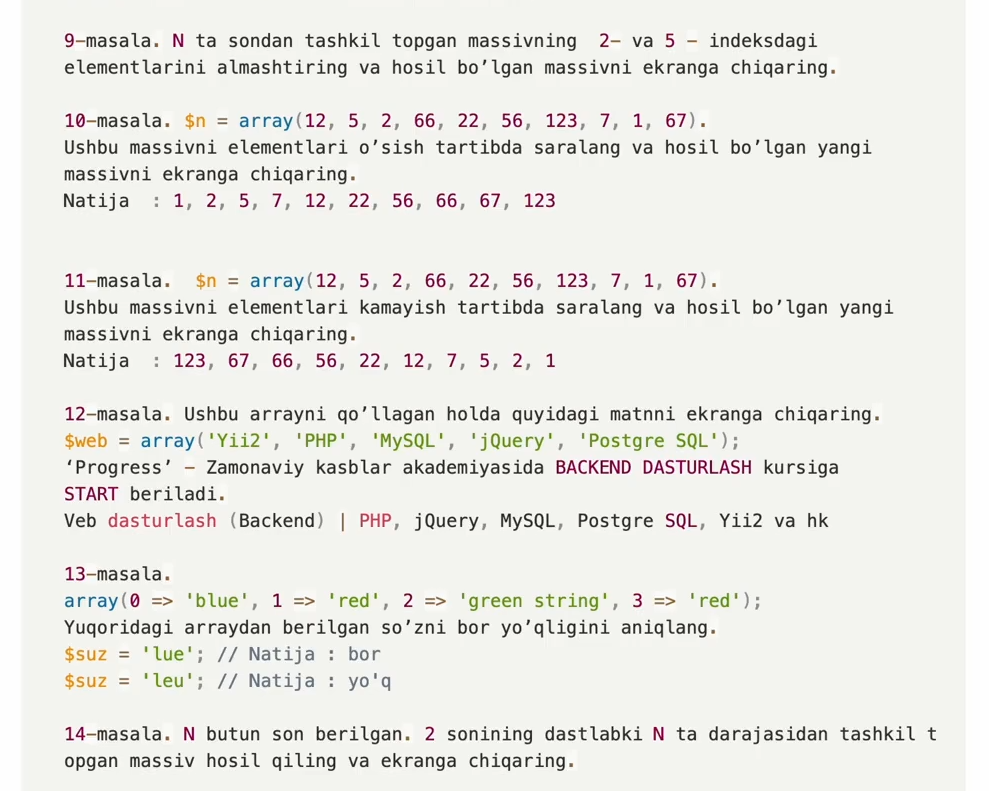 9-masala. N ta sondan tashkil topgan massivning  2- va 5 - indeksdagi
elementlarini almashtiring va hosil bo’lgan massivni ekranga chiqaring.
10-masala. $n = array(12, 5, 2, 66, 22, 56, 123, 7, 1, 67).
Ushbu massivni elementlari o’sish tartibda saralang va hosil bo’lgan yangi
massivni ekranga chiqaring.
Natija  : 1, 2, 5, 7, 12, 22, 56, 66, 67, 123
11-masala.  $n = array(12, 5, 2, 66, 22, 56, 123, 7, 1, 67).
Ushbu massivni elementlari kamayish tartibda saralang va hosil bo’lgan yangi
massivni ekranga chiqaring.
Natija  : 123, 67, 66, 56, 22, 12, 7, 5, 2, 1
12-masala. Ushbu arrayni qo’llagan holda quyidagi matnni ekranga chiqaring.
$web = array('Yii2', 'PHP', 'MySQL', 'jQuery', 'Postgre SQL');
‘Progress’ - Zamonaviy kasblar akademiyasida BACKEND DASTURLASH kursiga
START beriladi.
Veb dasturlash (Backend) | PHP, jQuery, MySQL, Postgre SQL, Yii2 va hk
13-masala.
array(0 => 'blue', 1 => 'red', 2 => 'green string', 3 => 'red');
Yuqoridagi arraydan berilgan so’zni bor yo’qligini aniqlang.
$suz = 'lue'; // Natija : bor
$suz = 'leu'; // Natija : yo'q
14-masala. N butun son berilgan. 2 sonining dastlabki N ta darajasidan tashkil t
opgan massiv hosil qiling va ekranga chiqaring.